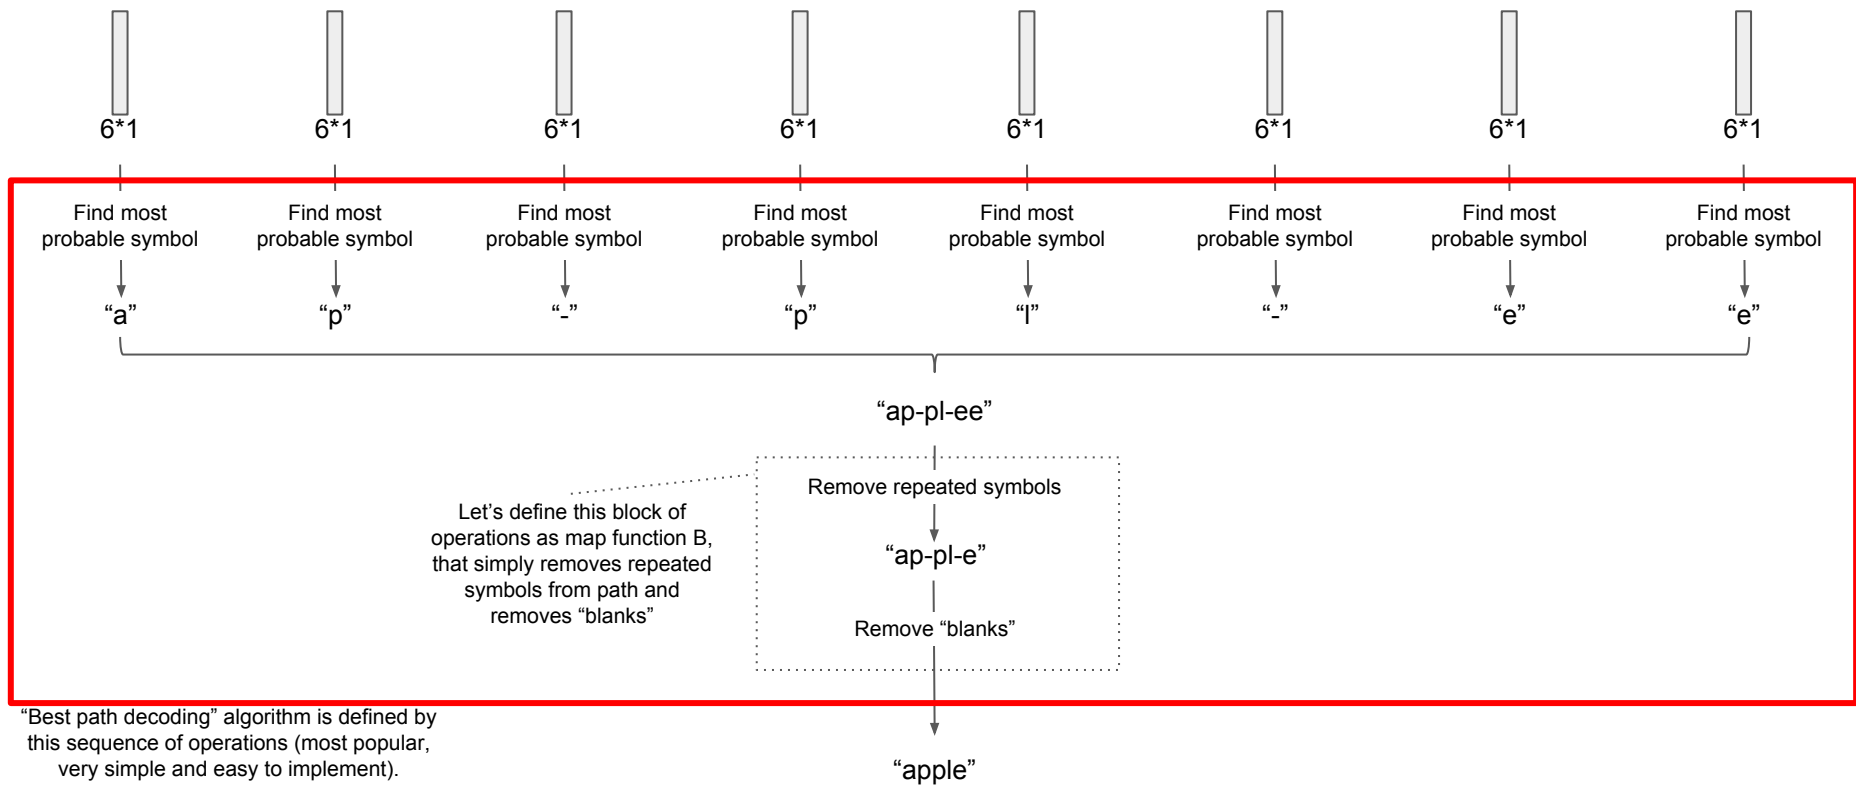 6*1 6*1 6*1 6*1 6*1 6*1 6*1 6*1
Find most Find most Find most Find most Find most Find most Find most Find most
probable symbol probable symbol probable symbol probable symbol probable symbol probable symbol probable symbol probable symbol
“a” “p” “-” “p” “l” “-” “e” “e”
“ap-pl-ee”
Remove repeated symbols
Let’s define this block of
operations as map function B,
that simply removes repeated
symbols from path and
removes “blanks”
“ap-pl-e”
Remove “blanks”
“Best path decoding” algorithm is defined by
this sequence of operations (most popular,
very simple and easy to implement).
“apple”